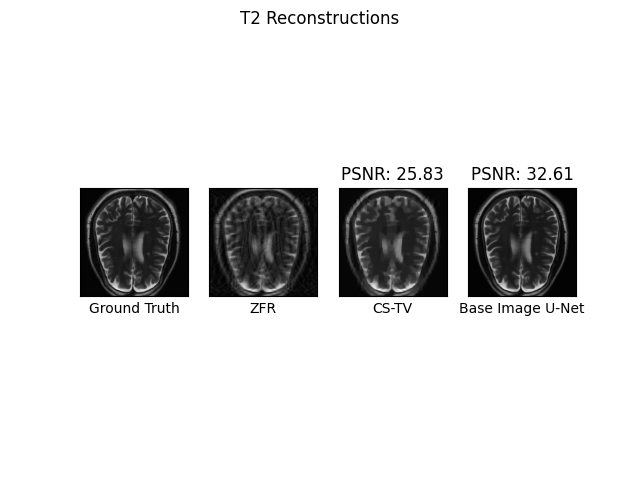 T2 Reconstructions
PSNR: 25.83
PSNR: 32.61
Ground Truth
ZFR
CS-TV
Base Image U-Net